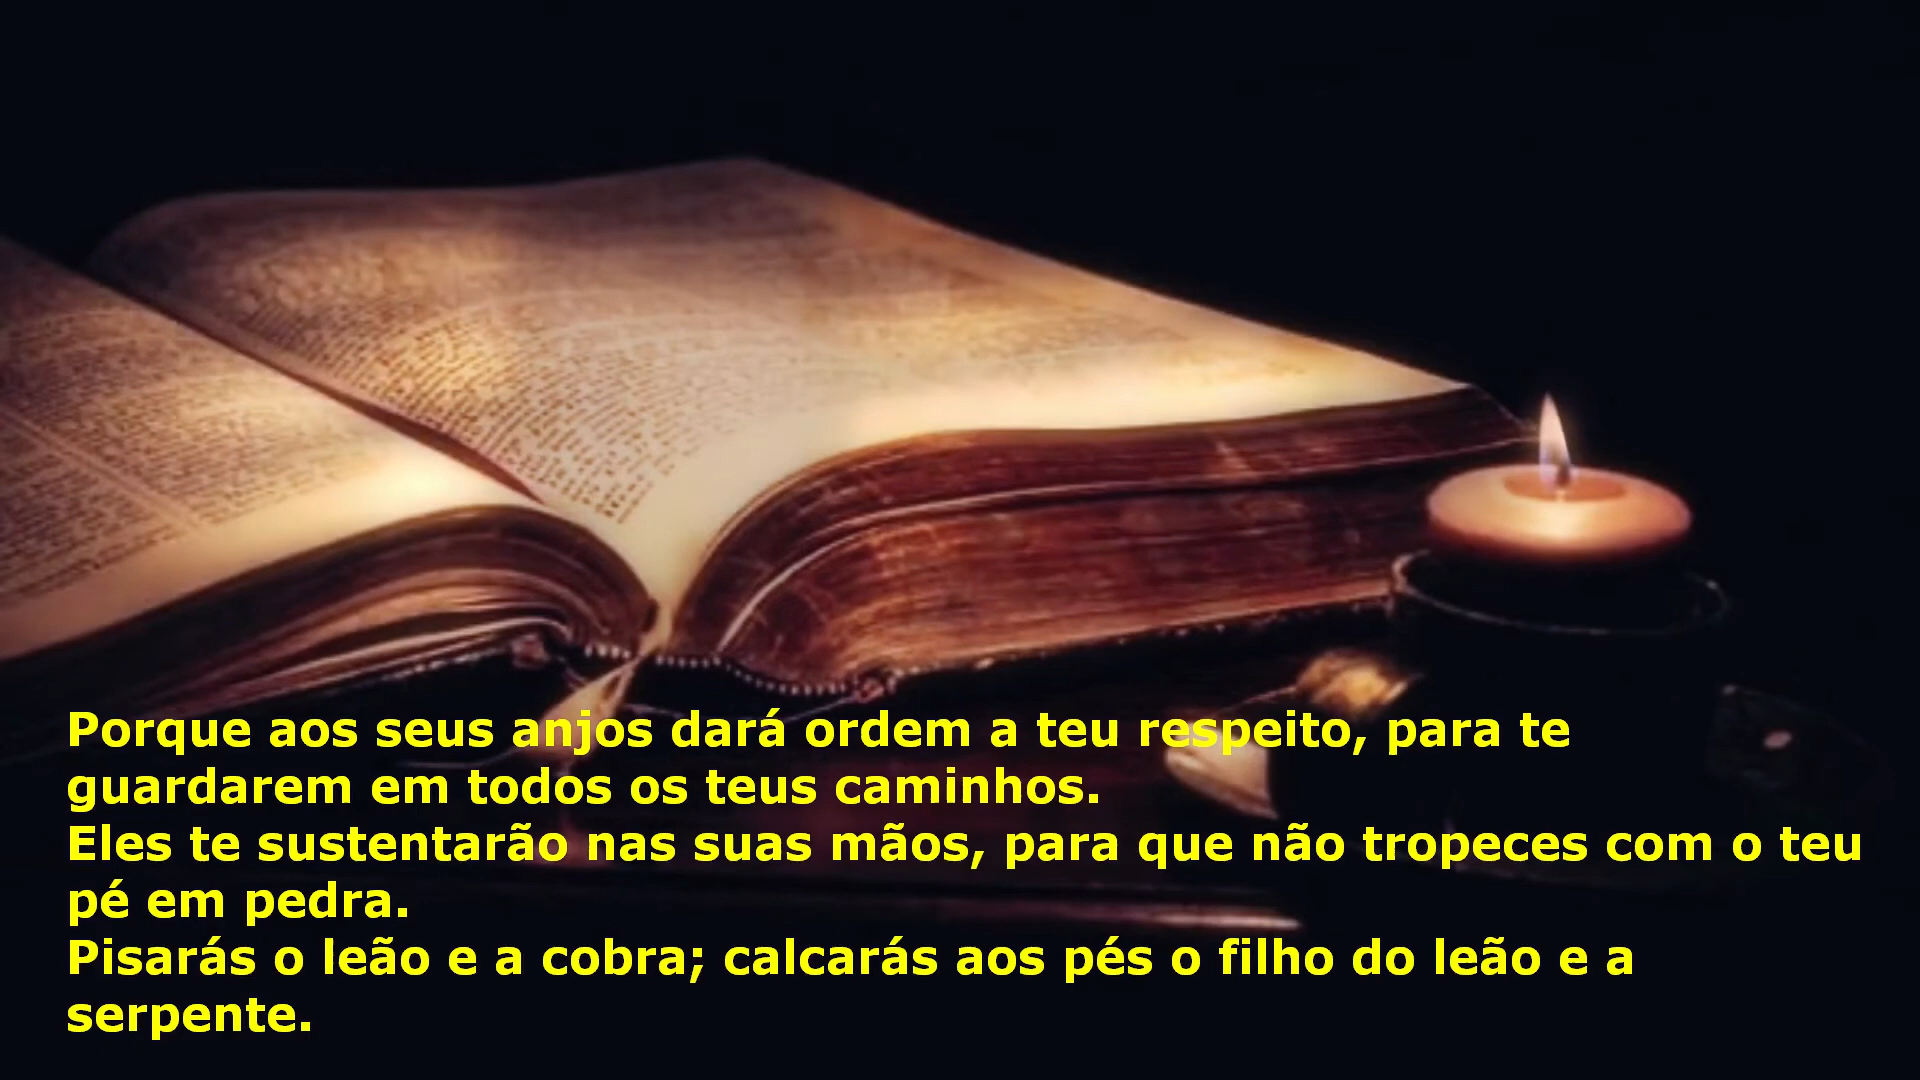 Porque aos seus anjos dará ordem a teu respeito, para te
guardarem em todos os teus caminhos.
Eles te sustentarão nas suas mãos, para que não tropeces com o teu
pé em pedra.
Pisarás o leão e a cobra; calcarás aos pés o filho do leão e a
serpente.